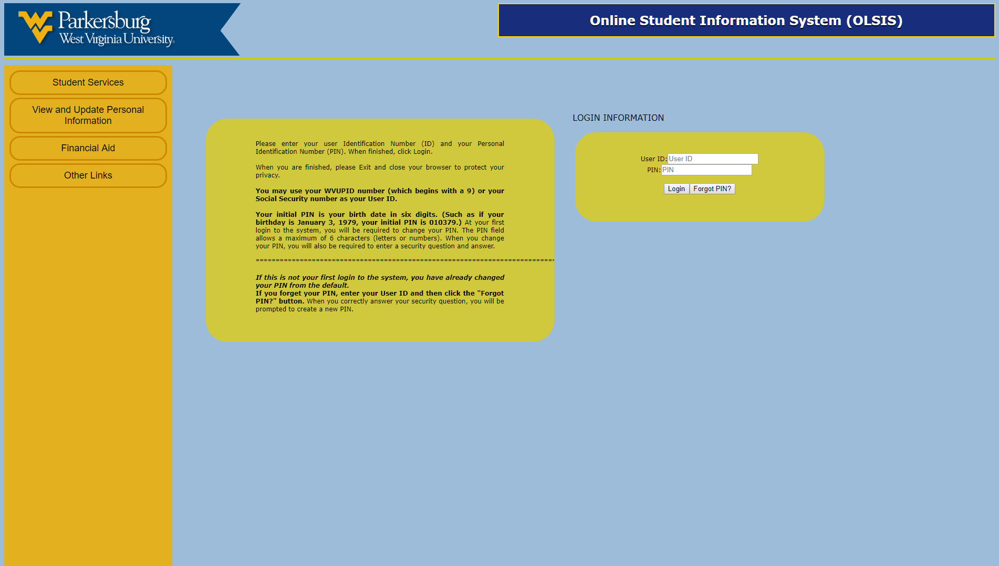 Parkersburg
West Virginia University®
Online Student Information System (OLSIS)
Student Services
View and Update Personal
Information
Financial Aid
Other Links
Please enter your user Identification Number (ID) and your Personal
Identification Number (PIN). When finished, click Login.
When you are finished, please Exit and close your browser to protect your
privacy.
You may use your WVUPID number (which begins with a 9) or your
Social Security number as your User ID.
Your initial PIN is your birth date in six digits. (Such as if your
birthday is January 3, 1979, your initial PIN is 010379.) At your first
login to the system, you will be required to change your PIN. The PIN field
allows a maximum of 6 characters (letters or numbers). When you change
your PIN, you will also be required to enter a security question and answer.
******************************************************************************
If this is not your first login to the system, you have already changed
your PIN from the default.
If you forget your PIN, enter your User ID and then click the "Forgot
PIN?" button. When you correctly answer your security question, you will be
prompted to create a new PIN.
LOGIN INFORMATION
User ID: User ID
PIN: PIN
Login Forgot PIN?